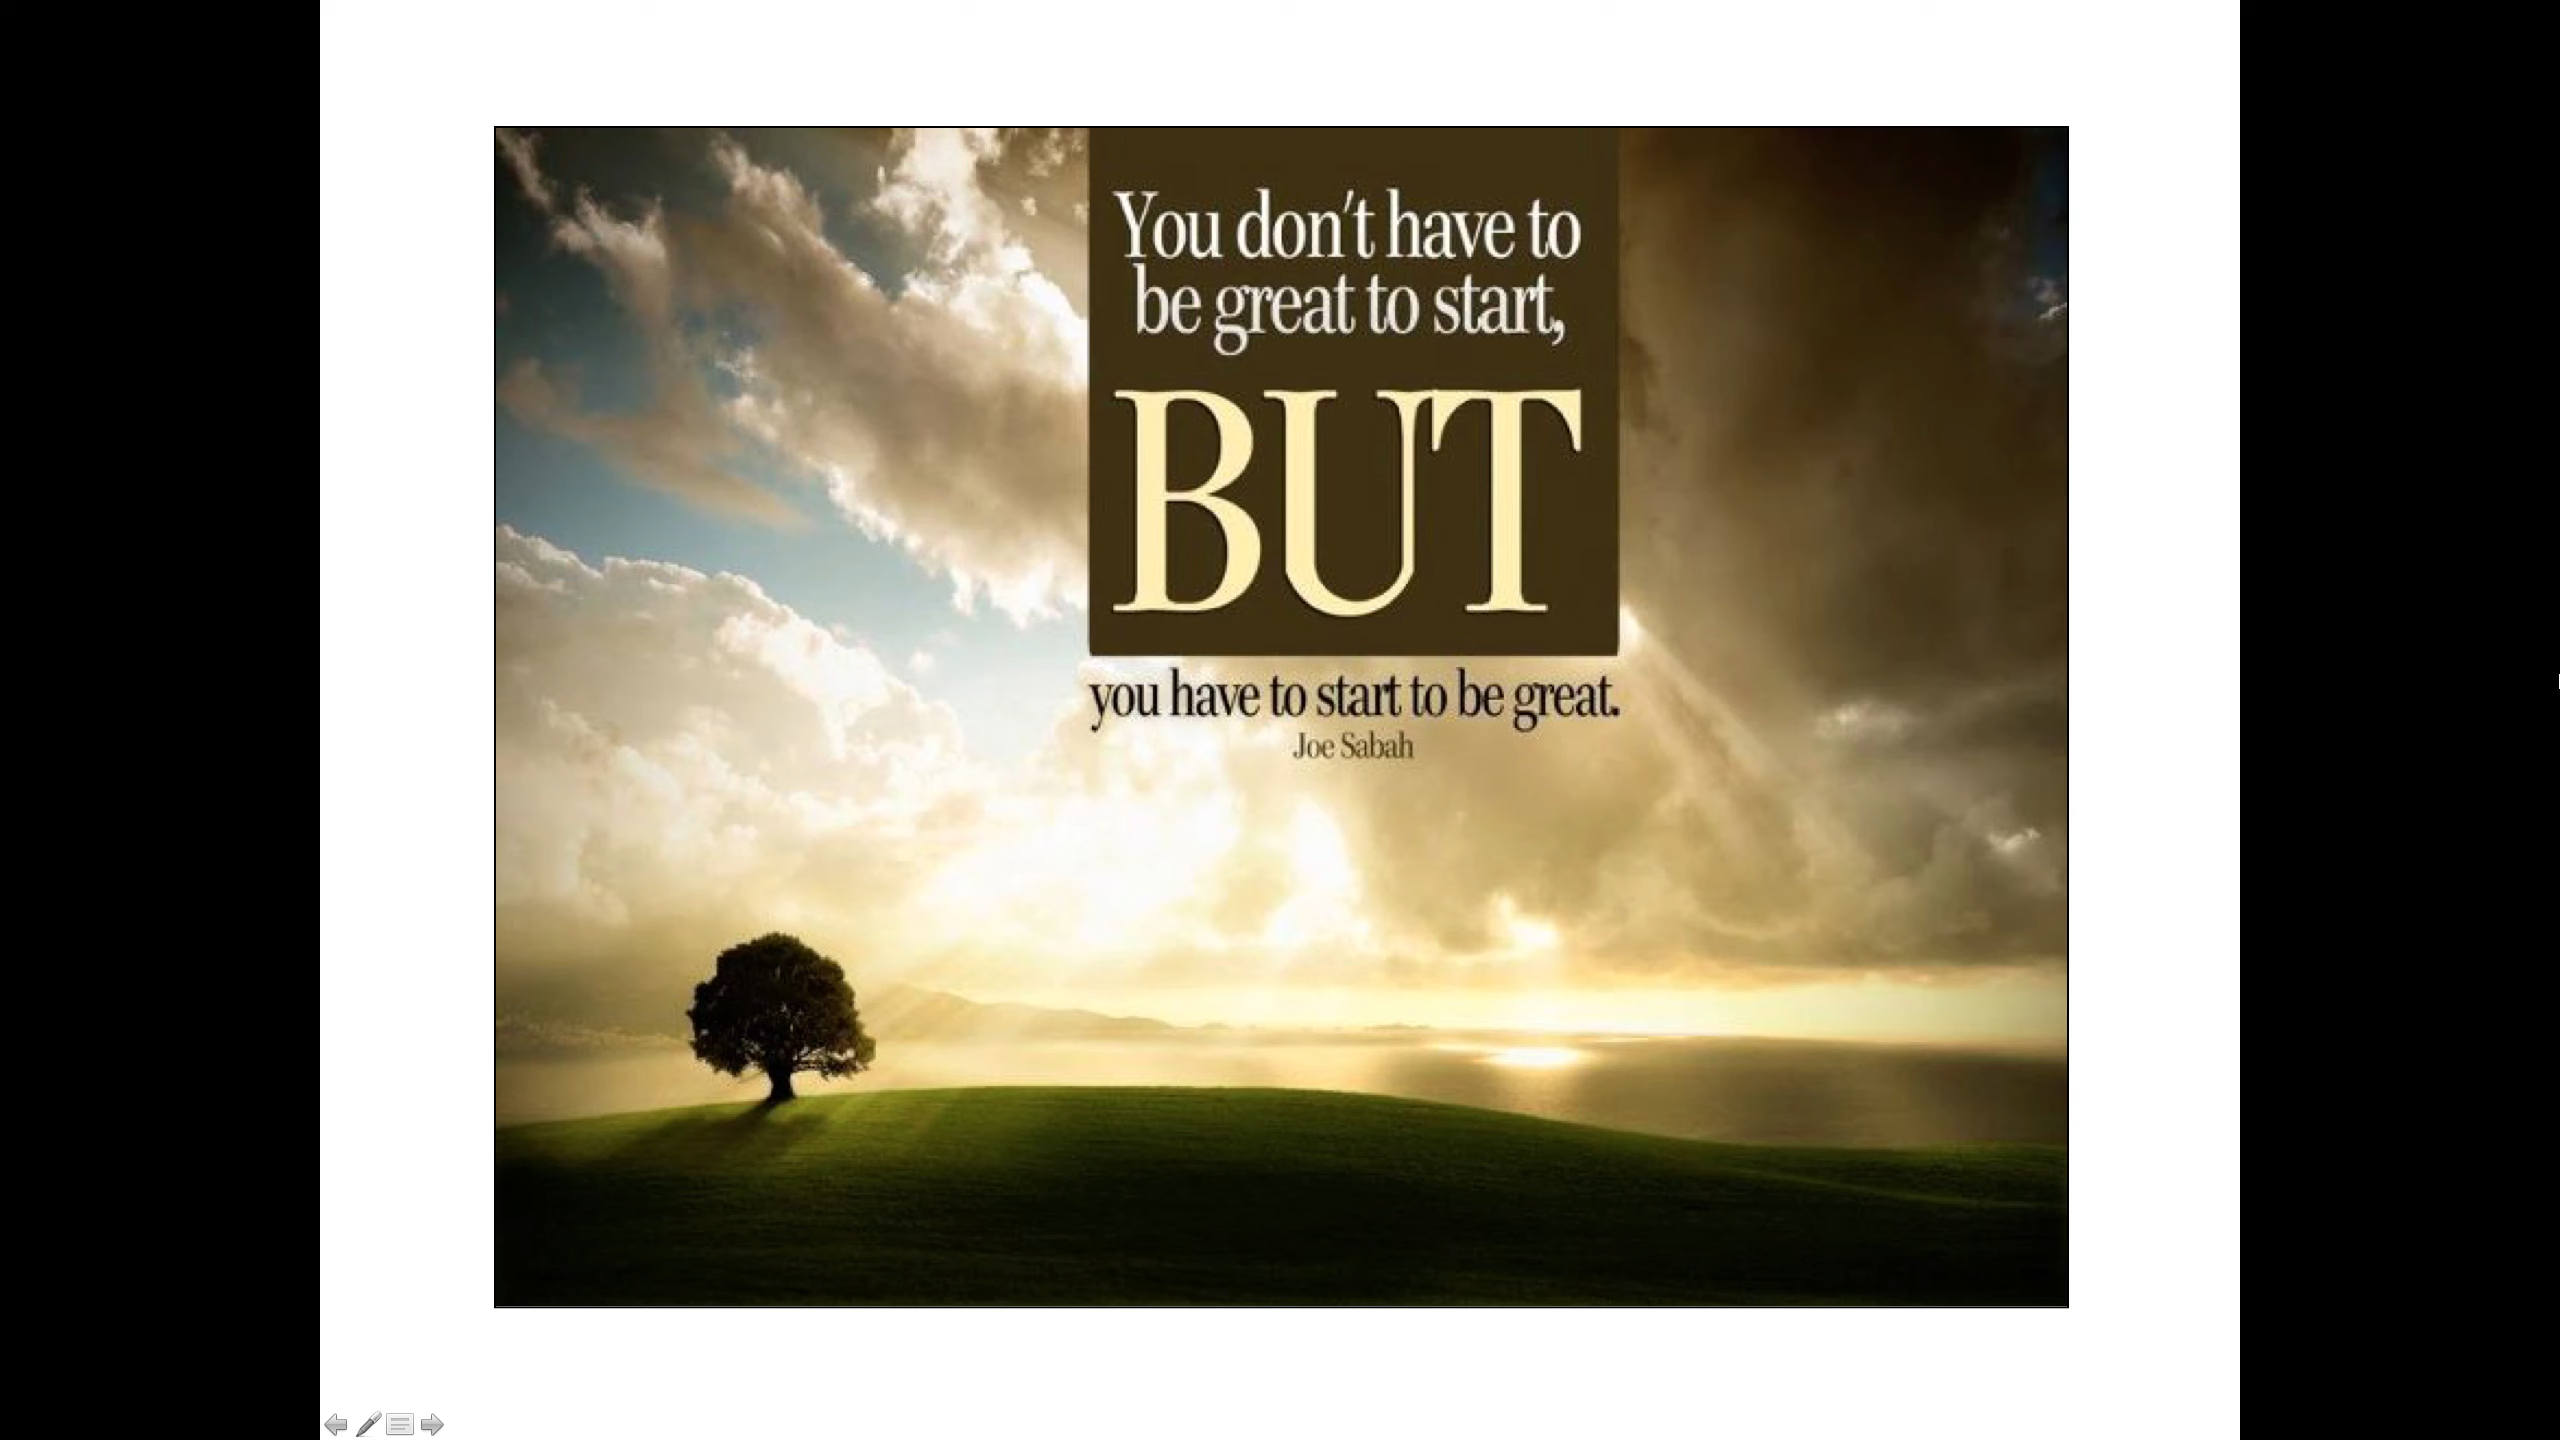 You don't have to
be great to start,
BUT
you have to start to be great.
Joe Sabah